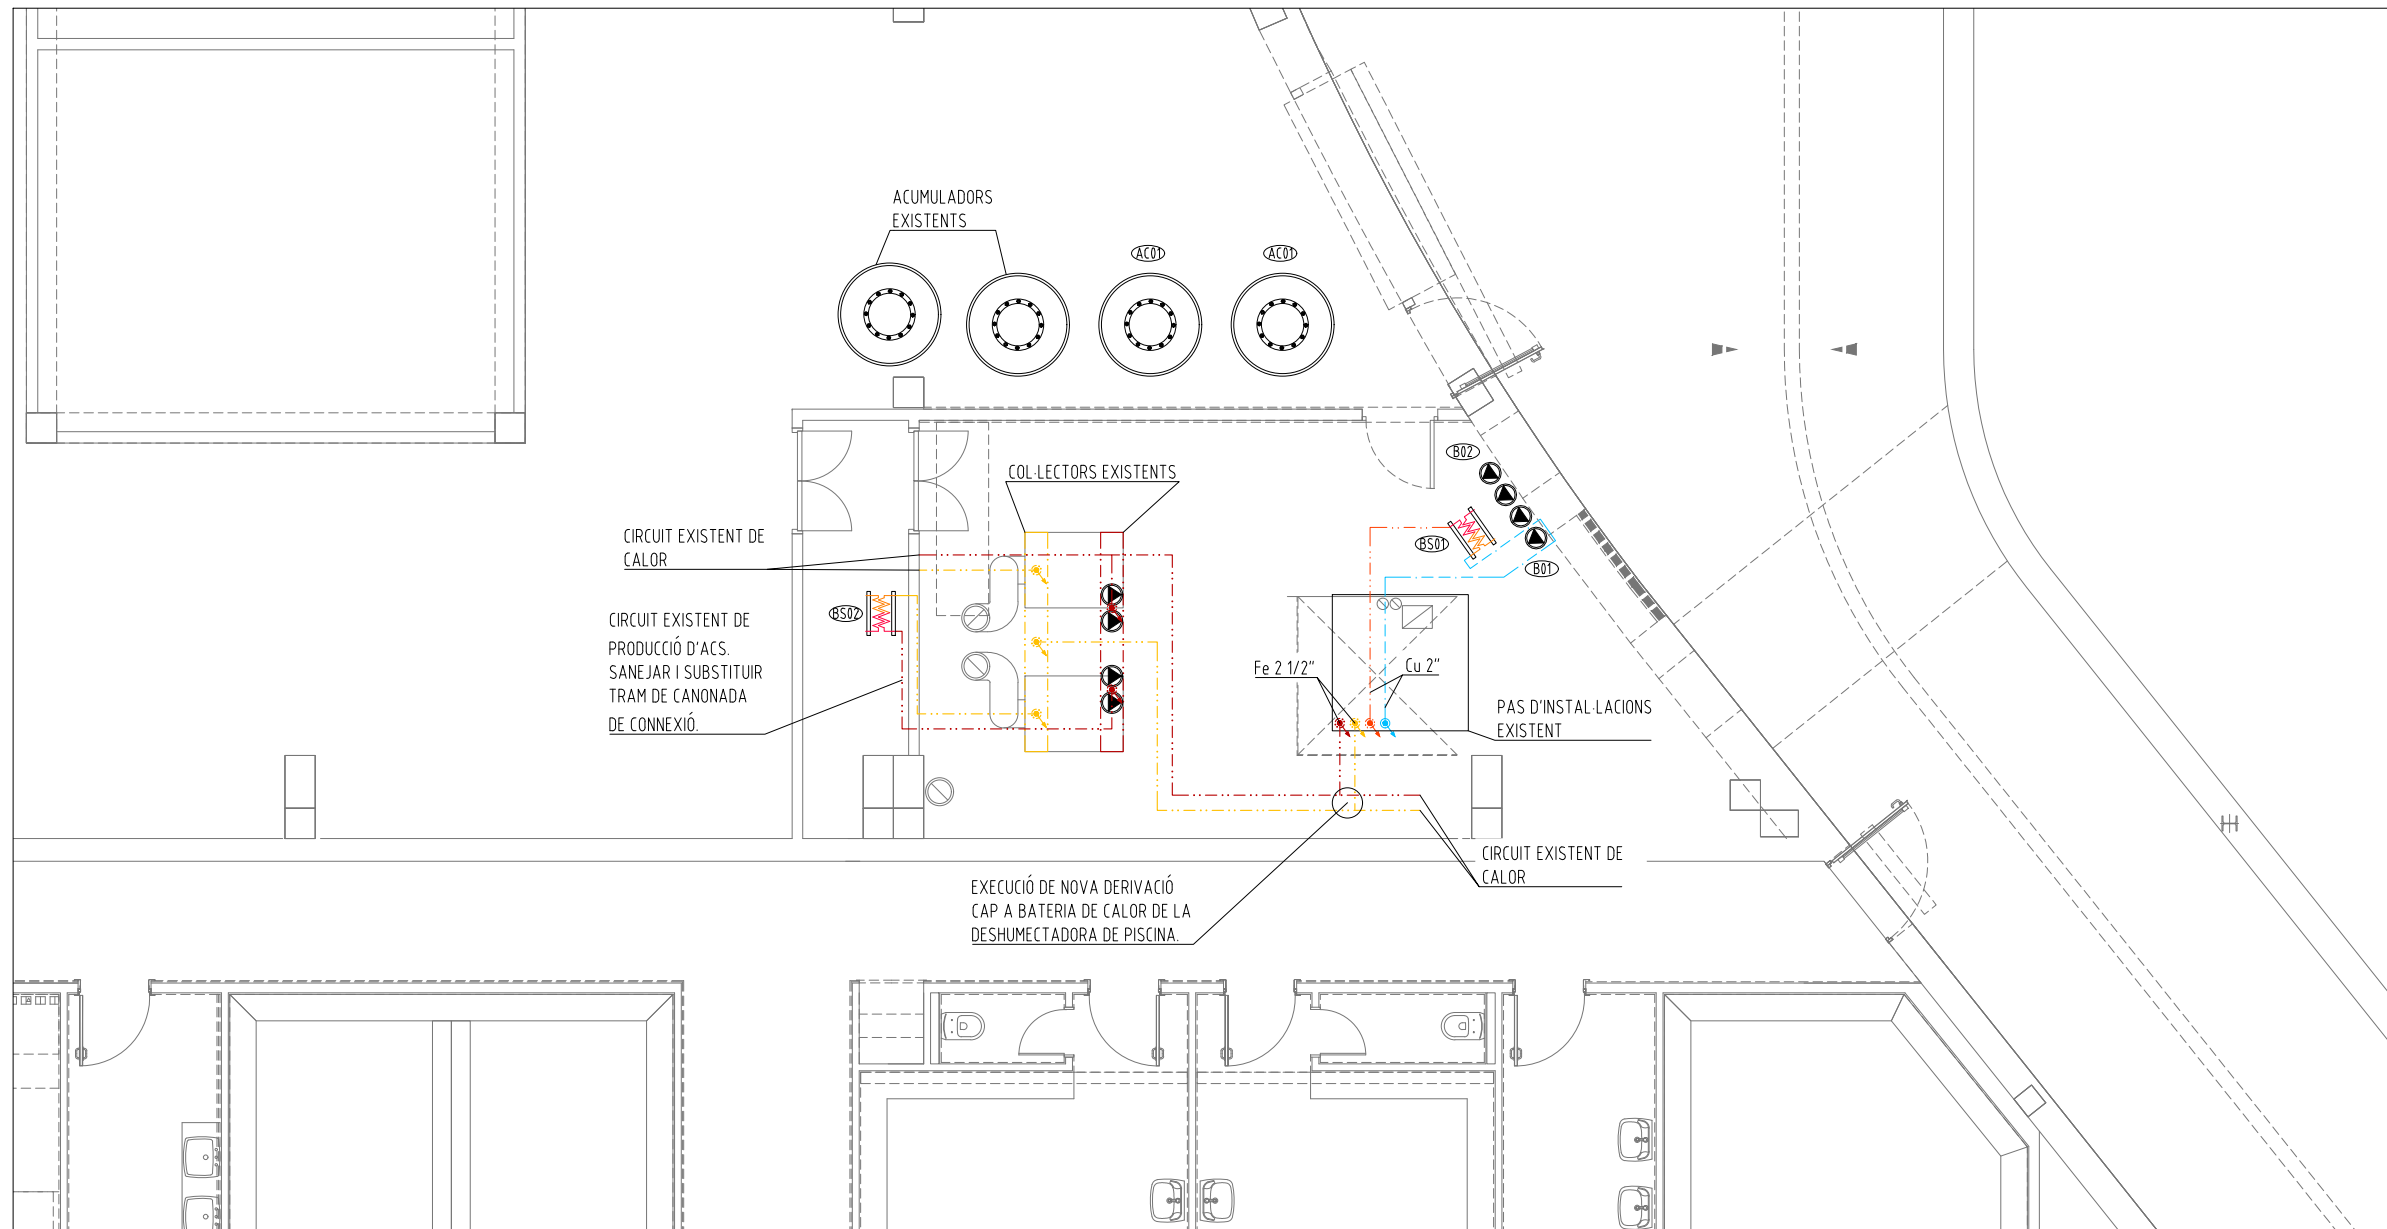 ACUMULADORS
EXISTENTS
AC01
AC01
B02
COL·LECTORS EXISTENTS
CIRCUIT EXISTENT DE
CALOR
BS01
B01
BS02
CIRCUIT EXISTENT DE
PRODUCCIÓ D'ACS.
SANEJAR I SUBSTITUIR
TRAM DE CANONADA
DE CONNEXIÓ.
Fe 2 1/2"
Cu 2"
PAS D'INSTAL·LACIONS
EXISTENT
CIRCUIT EXISTENT DE
CALOR
EXECUCIÓ DE NOVA DERIVACIÓ
CAP A BATERIA DE CALOR DE LA
DESHUMECTADORA DE PISCINA.